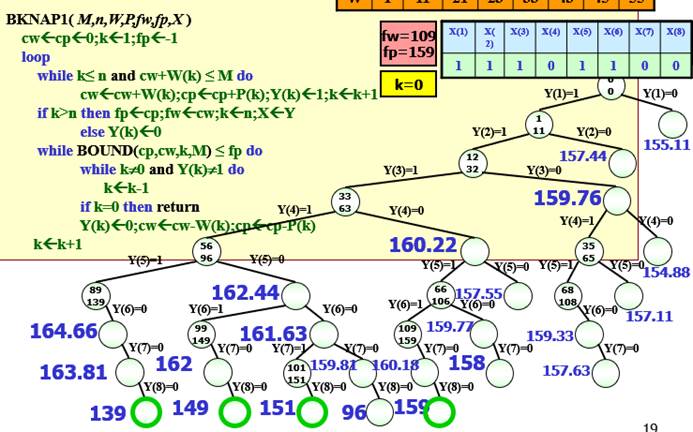 W 1 11 21 23 33 43 45 55
BKNAP1( M,n,W,P,fw,fp,X )
cw←cp←0;k←1;fp←-1
loop
while k≤ n and cw+W(k) ≤ M do
cw←cw+W(k);cp←cp+P(k);Y(k)←1;k←k+1
if k>n then fp←cp;fw←cw;k←n;X←Y
else Y(k)←0
while BOUND(cp,cw,k,M) ≤ fp do
while k≠0 and Y(k)≠1 do
k←k-1
if k=0 then return
Y(k)←0;cw←cw-W(k);cp←cp-P(k)
k←k+1
fw=109
fp=159
k=0
X(1) X(2) X(3) X(4) X(5) X(6) X(7) X(8)
1 1 1 0 1 1 0 0
0
0
Y(1)=1 Y(1)=0
1
11
155.11
Y(2)=1 Y(2)=0
12
32
157.44
Y(3)=1 Y(3)=0
33
63
159.76
Y(4)=1 Y(4)=0 Y(4)=1 Y(4)=0
56
96
160.22
35
65
154.88
Y(5)=1 Y(5)=0 Y(5)=1 Y(5)=0 Y(5)=1 Y(5)=0
89
139
162.44
66
106
157.55
68
108
157.11
Y(6)=0 Y(6)=1 Y(6)=0 Y(6)=1 Y(6)=0 Y(6)=0
164.66
99
149
161.63
109
159
159.77
159.33
Y(7)=0 Y(7)=0 Y(7)=1 Y(7)=0 Y(7)=0 Y(7)=0 Y(7)=0
163.81
162
101
151
159.81
160.18
158
157.63
Y(8)=0 Y(8)=0 Y(8)=0 Y(8)=0 Y(8)=0
139
149
151
96
159
19